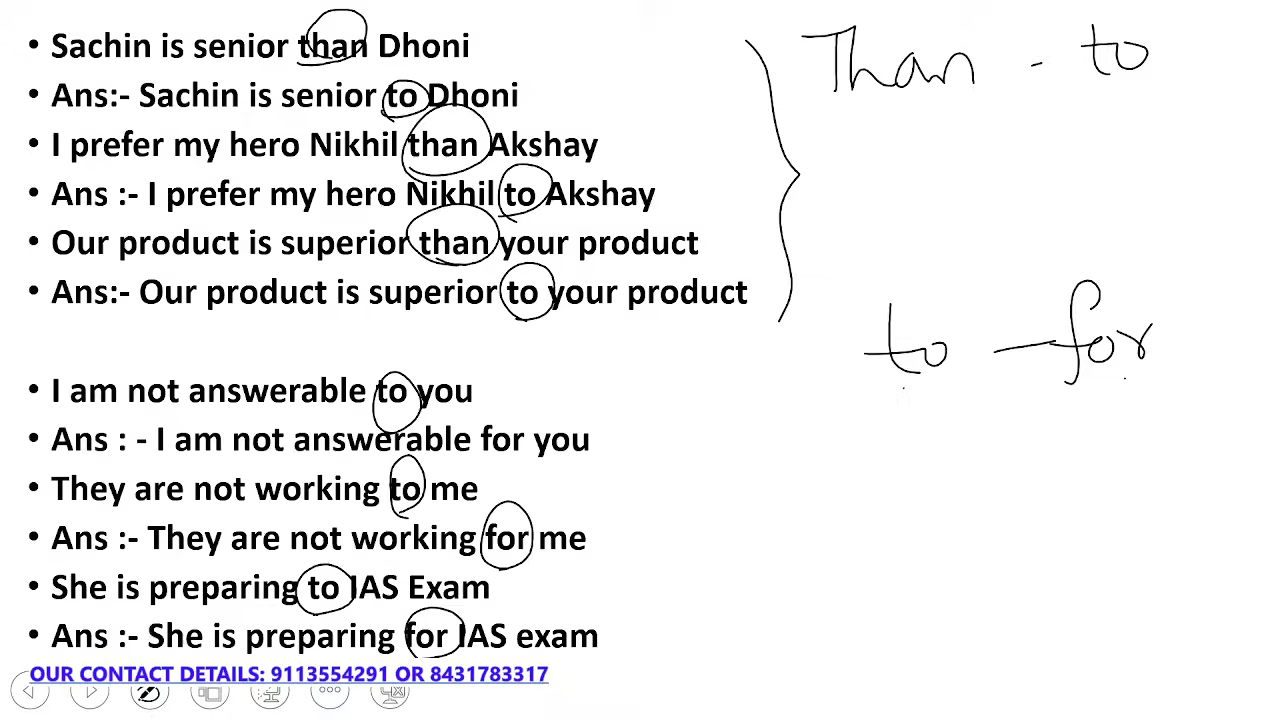 • Sachin is senior than Dhoni
• Ans:- Sachin is senior to Dhoni
• I prefer my hero Nikhil than Akshay
• Ans :- I prefer my hero Nikhil to Akshay
• Our product is superior than your product
• Ans:- Our product is superior to your product
Than - to
to - for
• I am not answerable to you
• Ans : - I am not answerable for you
• They are not working to me
• Ans :- They are not working for me
• She is preparing to IAS Exam
• Ans :- She is preparing for IAS exam
OUR CONTACT DETAILS: 9113554291 OR 8431783317